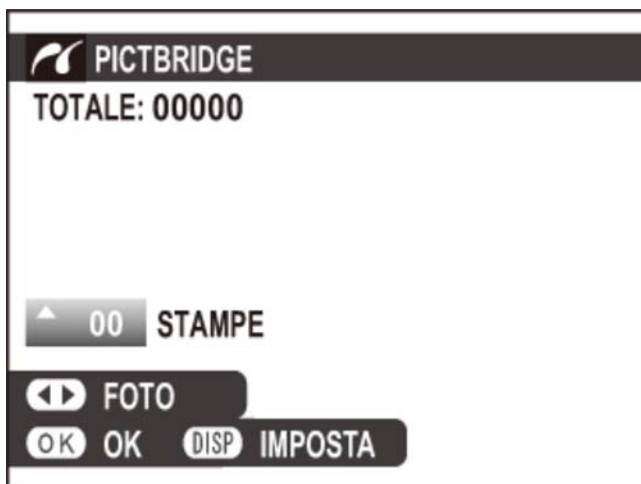 PICTBRIDGE
TOTALE: 00000
00 STAMPE
FOTO
OK OK DISP IMPOSTA